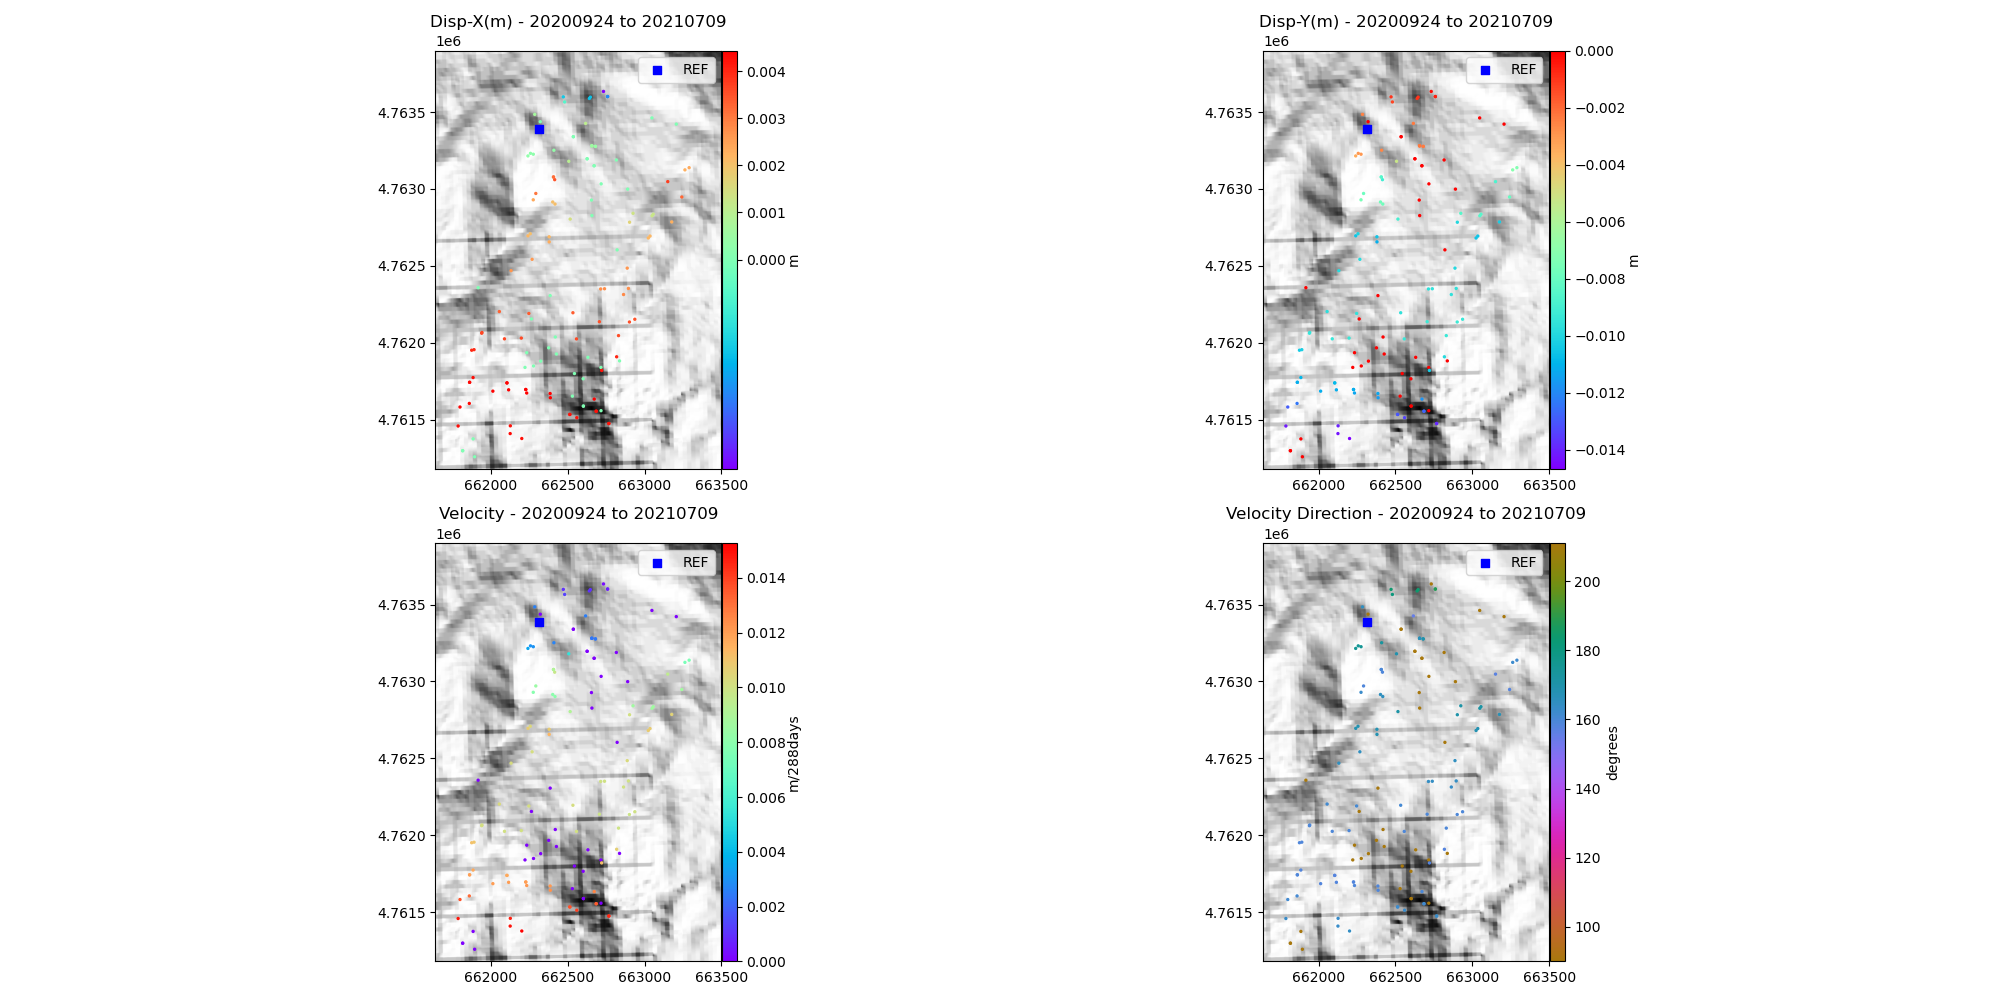 Disp-X(m) - 20200924 to 20210709
1e6
REF
4.7635
4.7630
4.7625
4.7620
4.7615
662000 662500 663000 663500
0.004
0.003
0.002
0.001
0.000
m
Disp-Y(m) - 20200924 to 20210709
1e6
REF
4.7635
4.7630
4.7625
4.7620
4.7615
662000 662500 663000 663500
0.000
−0.002
−0.004
−0.006
−0.008
−0.010
−0.012
−0.014
m
Velocity - 20200924 to 20210709
1e6
REF
4.7635
4.7630
4.7625
4.7620
4.7615
662000 662500 663000 663500
0.014
0.012
0.010
0.008
0.006
0.004
0.002
0.000
m/288days
Velocity Direction - 20200924 to 20210709
1e6
REF
4.7635
4.7630
4.7625
4.7620
4.7615
662000 662500 663000 663500
200
180
160
140
120
100
degrees